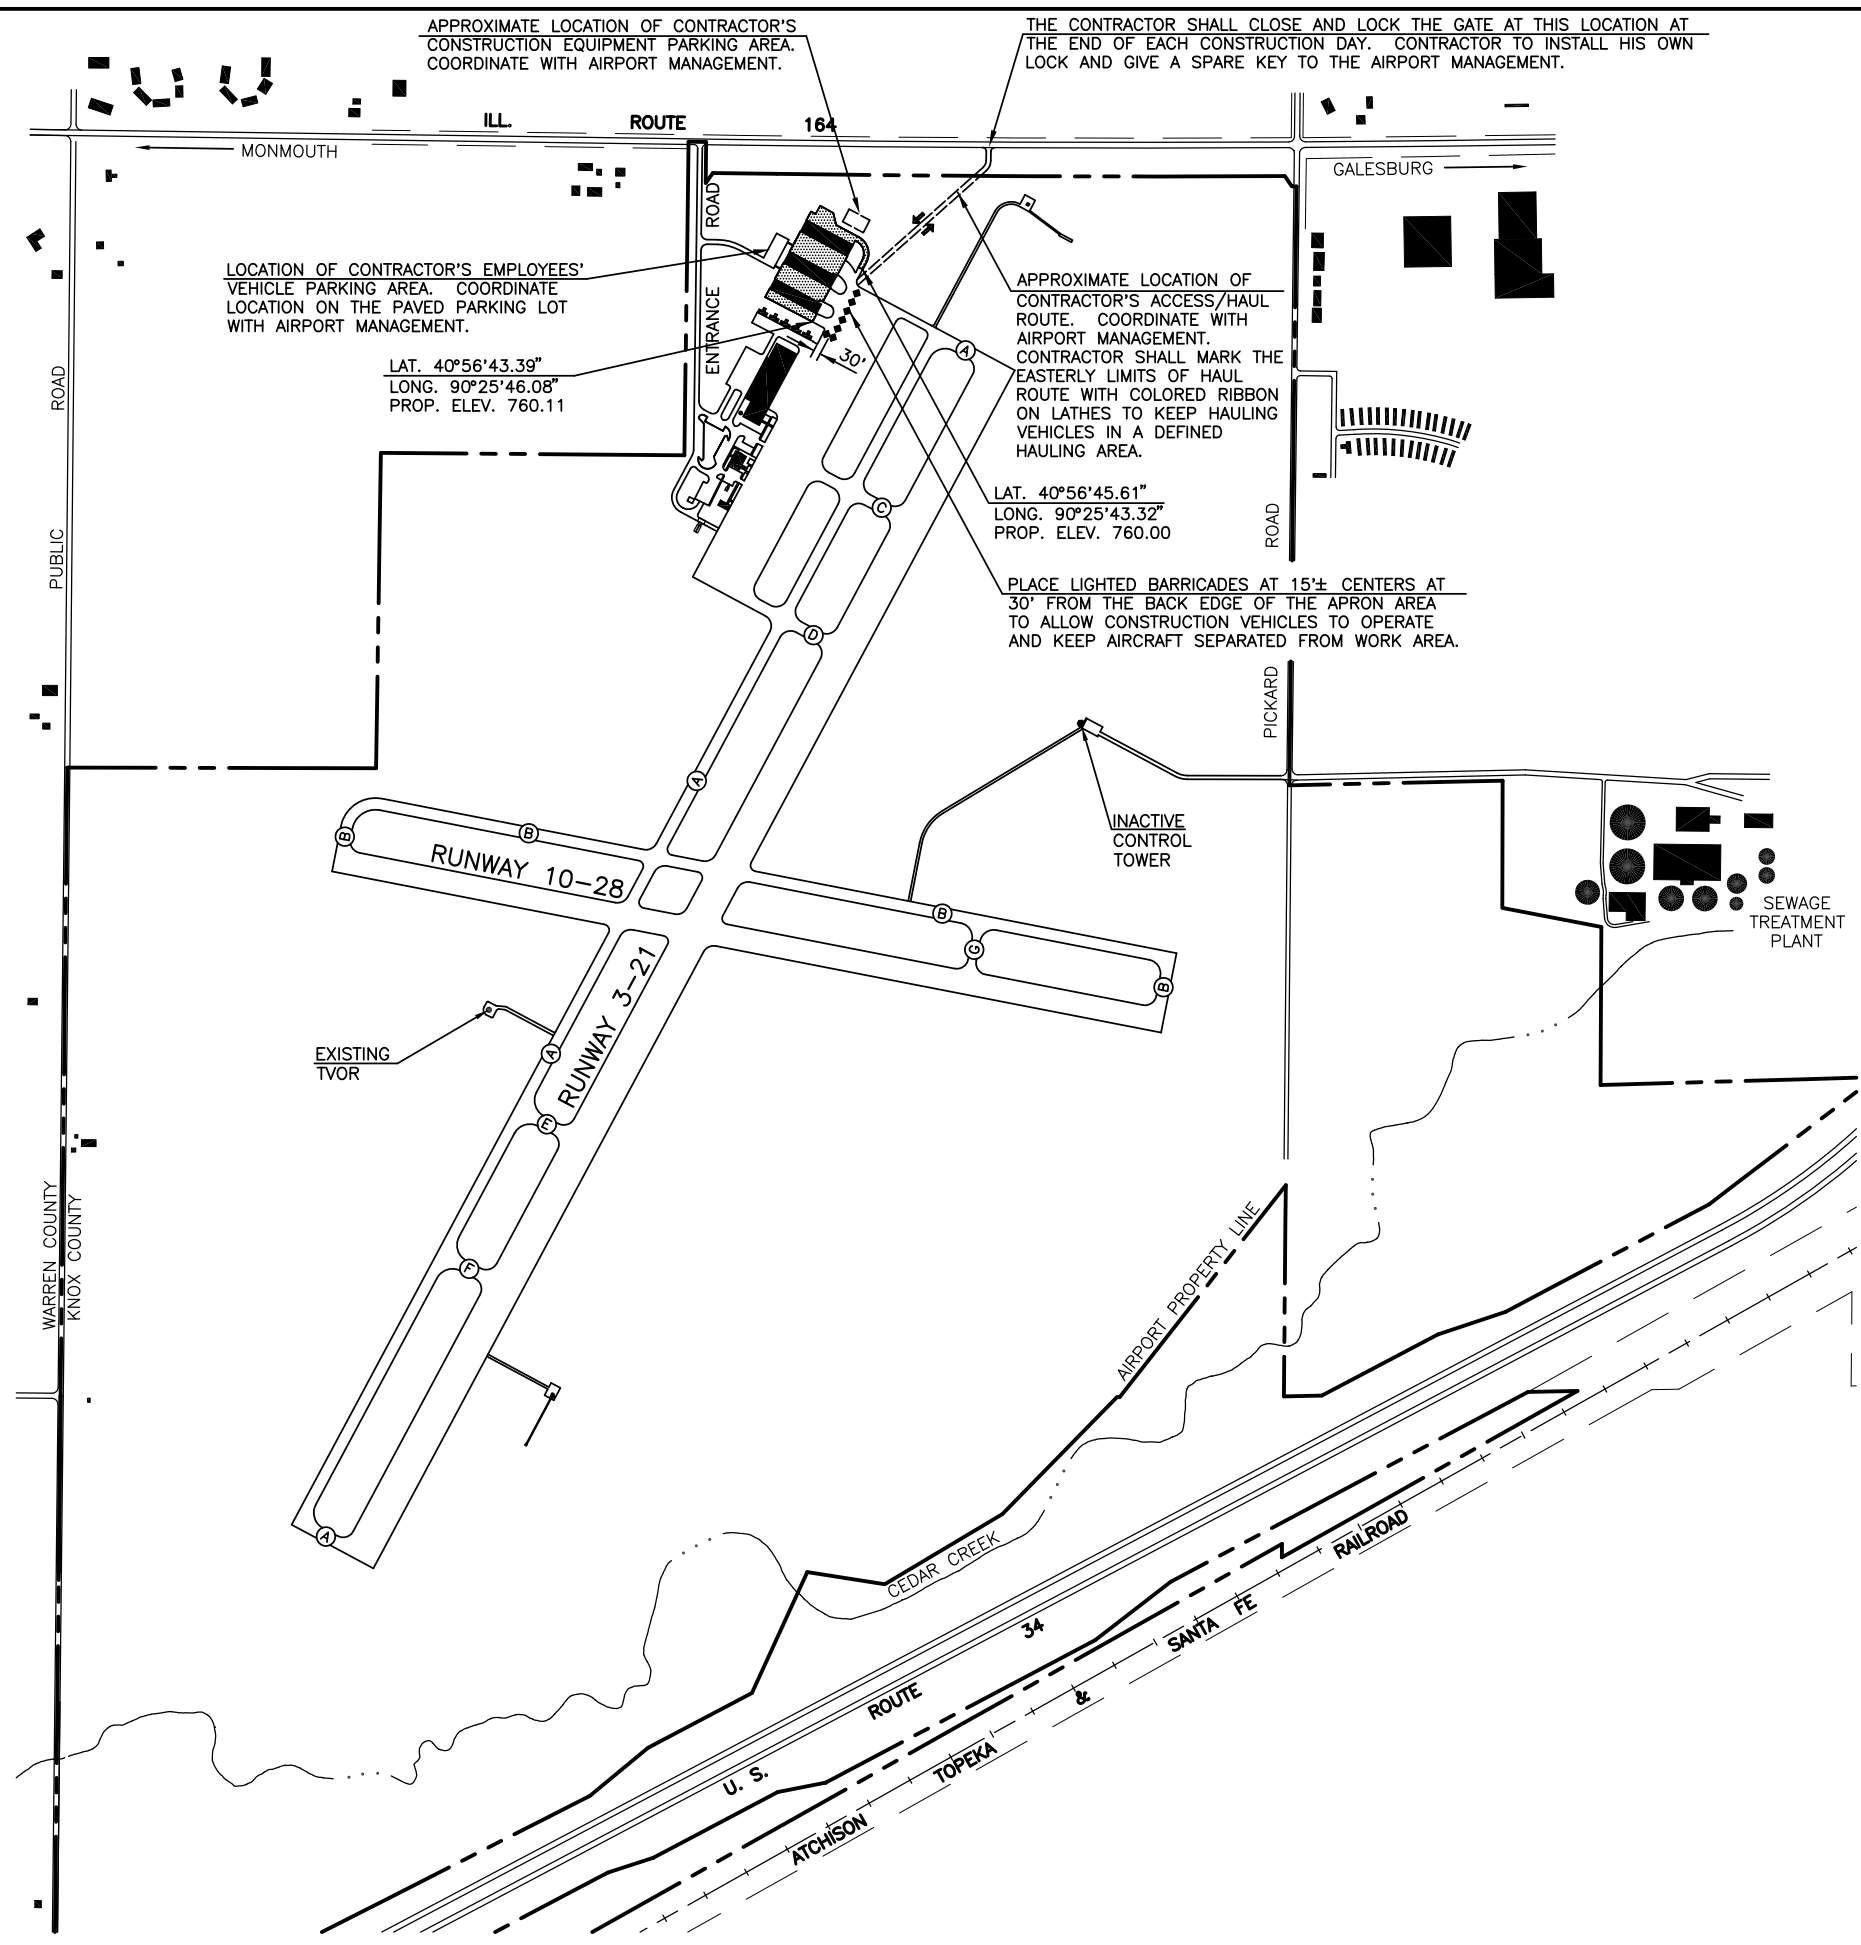 APPROXIMATE LOCATION OF CONTRACTOR'S
CONSTRUCTION EQUIPMENT PARKING AREA.
COORDINATE WITH AIRPORT MANAGEMENT.
THE CONTRACTOR SHALL CLOSE AND LOCK THE GATE AT THIS LOCATION AT
THE END OF EACH CONSTRUCTION DAY. CONTRACTOR TO INSTALL HIS OWN
LOCK AND GIVE A SPARE KEY TO THE AIRPORT MANAGEMENT.
ILL. ROUTE 164
MONMOUTH
GALESBURG
ENTRANCE ROAD
LOCATION OF CONTRACTOR'S EMPLOYEES'
VEHICLE PARKING AREA. COORDINATE
LOCATION ON THE PAVED PARKING LOT
WITH AIRPORT MANAGEMENT.
APPROXIMATE LOCATION OF
CONTRACTOR'S ACCESS/HAUL
ROUTE. COORDINATE WITH
AIRPORT MANAGEMENT.
CONTRACTOR SHALL MARK THE
EASTERLY LIMITS OF HAUL
ROUTE WITH COLORED RIBBON
ON LATHES TO KEEP HAULING
VEHICLES IN A DEFINED
HAULING AREA.
LAT. 40°56'43.39"
LONG. 90°25'46.08"
PROP. ELEV. 760.11
30'
A
LAT. 40°56'45.61"
LONG. 90°25'43.32"
PROP. ELEV. 760.00
C
PUBLIC ROAD
PICKARD ROAD
PLACE LIGHTED BARRICADES AT 15'± CENTERS AT
30' FROM THE BACK EDGE OF THE APRON AREA
TO ALLOW CONSTRUCTION VEHICLES TO OPERATE
AND KEEP AIRCRAFT SEPARATED FROM WORK AREA.
D
A
INACTIVE
CONTROL
TOWER
B
B
RUNWAY 10-28
SEWAGE
TREATMENT
PLANT
B
G
B
RUNWAY 3-21
EXISTING
TVOR
A
E
WARREN COUNTY
KNOX COUNTY
F
AIRPORT PROPERTY LINE
A
CEDAR CREEK
U. S. ROUTE 34
ATCHISON TOPEKA & SANTA FE RAILROAD